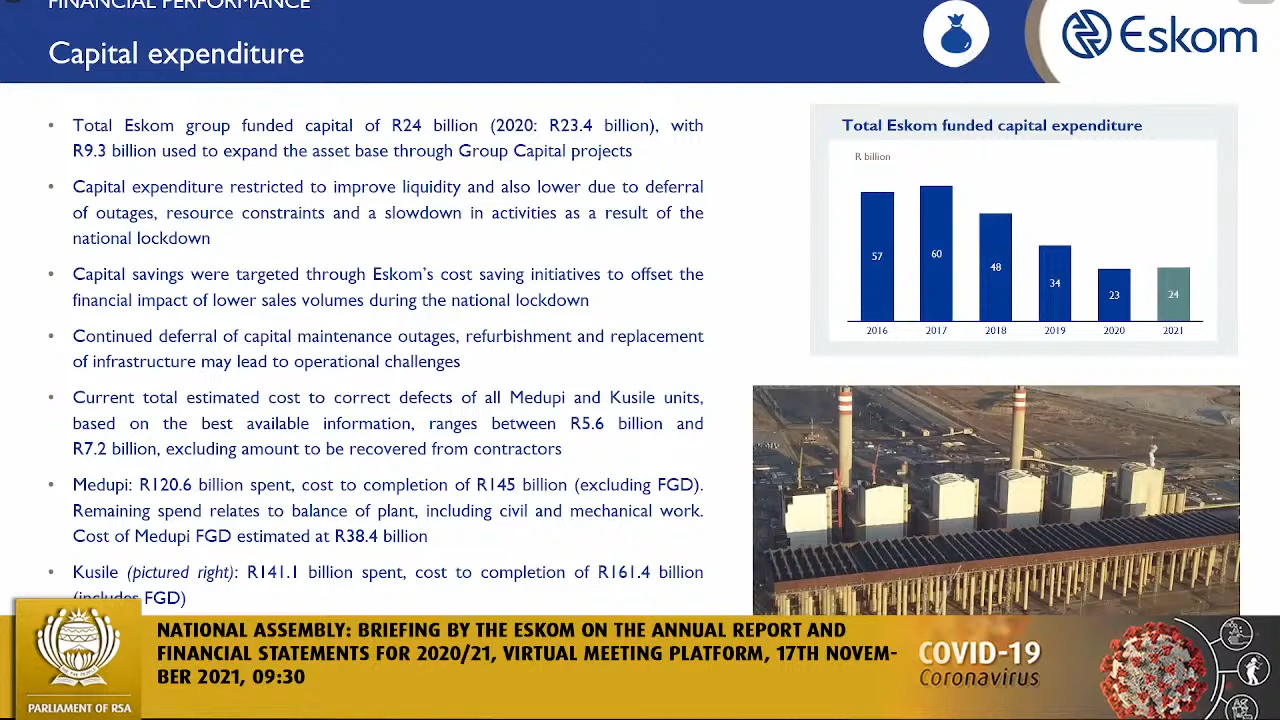 FINANCIAL PERFORMANCE
Capital expenditure
Eskom
• Total Eskom group funded capital of R24 billion (2020: R23.4 billion), with
R9.3 billion used to expand the asset base through Group Capital projects
• Capital expenditure restricted to improve liquidity and also lower due to deferral
of outages, resource constraints and a slowdown in activities as a result of the
national lockdown
• Capital savings were targeted through Eskom’s cost saving initiatives to offset the
financial impact of lower sales volumes during the national lockdown
• Continued deferral of capital maintenance outages, refurbishment and replacement
of infrastructure may lead to operational challenges
• Current total estimated cost to correct defects of all Medupi and Kusile units,
based on the best available information, ranges between R5.6 billion and
R7.2 billion, excluding amount to be recovered from contractors
• Medupi: R120.6 billion spent, cost to completion of R145 billion (excluding FGD).
Remaining spend relates to balance of plant, including civil and mechanical work.
Cost of Medupi FGD estimated at R38.4 billion
• Kusile (pictured right): R141.1 billion spent, cost to completion of R161.4 billion
(includes FGD)
Total Eskom funded capital expenditure
R billion
57
60
48
34
23
24
2016 2017 2018 2019 2020 2021
PARLIAMENT OF RSA
NATIONAL ASSEMBLY: BRIEFING BY THE ESKOM ON THE ANNUAL REPORT AND
FINANCIAL STATEMENTS FOR 2020/21, VIRTUAL MEETING PLATFORM, 17TH NOVEM-
BER 2021, 09:30
COVID-19
Coronavirus